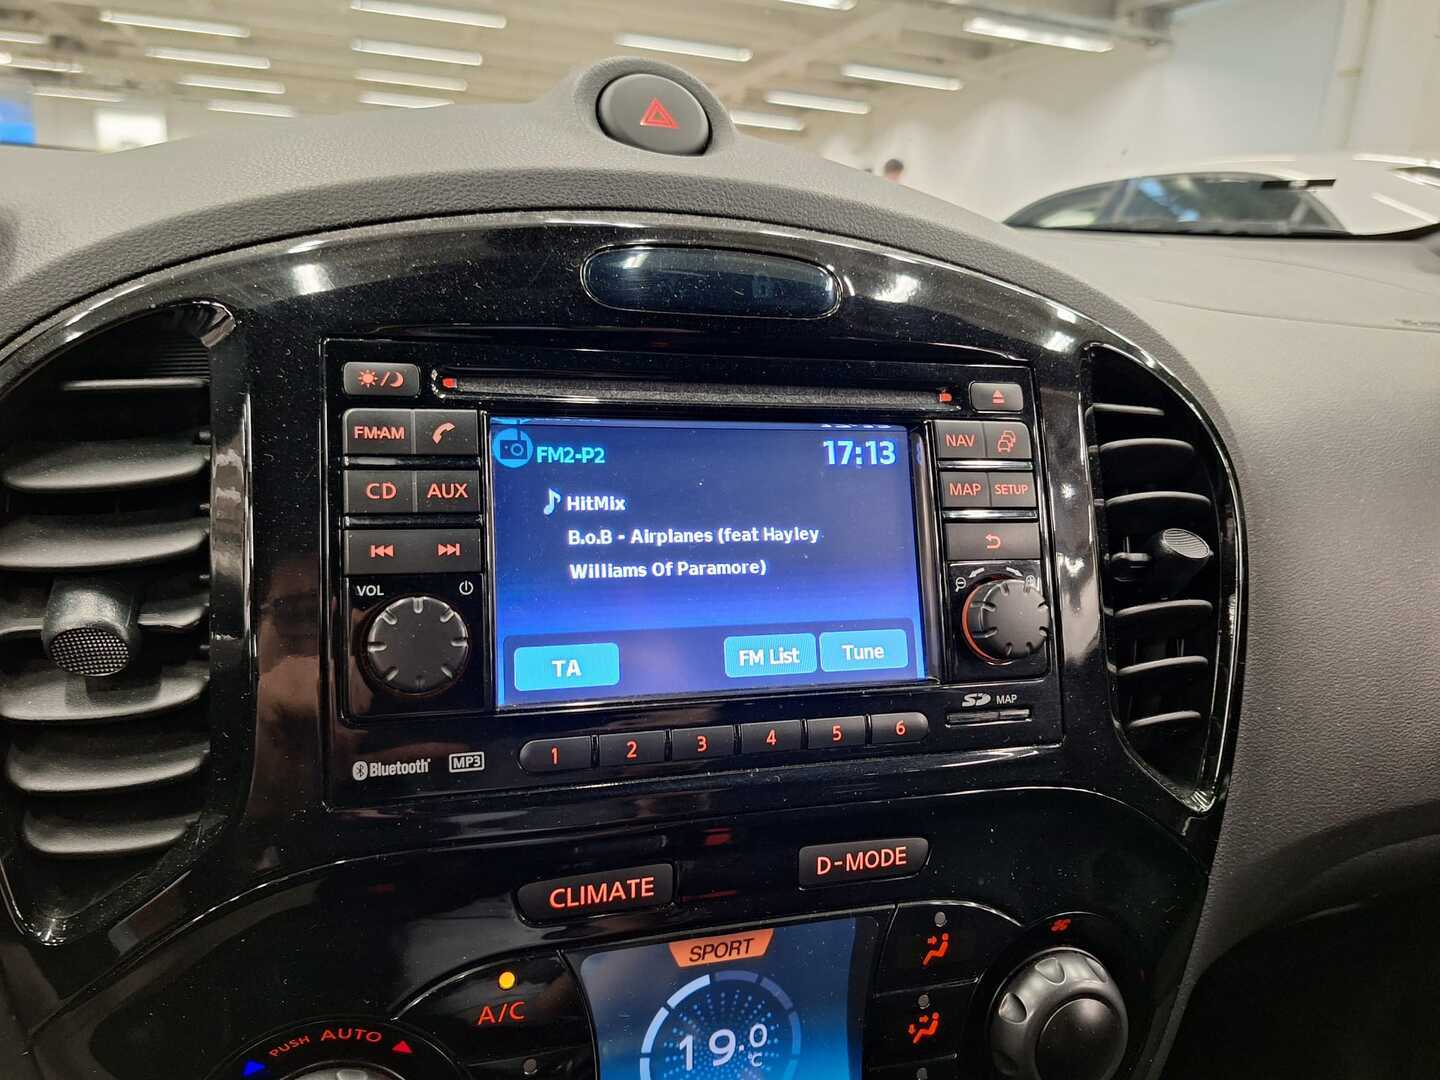 FM•AM
CD
AUX
VOL
FM2-P2
17:13
HitMix
B.o.B - Airplanes (feat Hayley
Williams Of Paramore)
TA
FM List
Tune
NAV
MAP
SETUP
SD MAP
Bluetooth
MP3
1 2 3 4 5 6
CLIMATE
D-MODE
SPORT
A/C
19.0
°C
PUSH AUTO